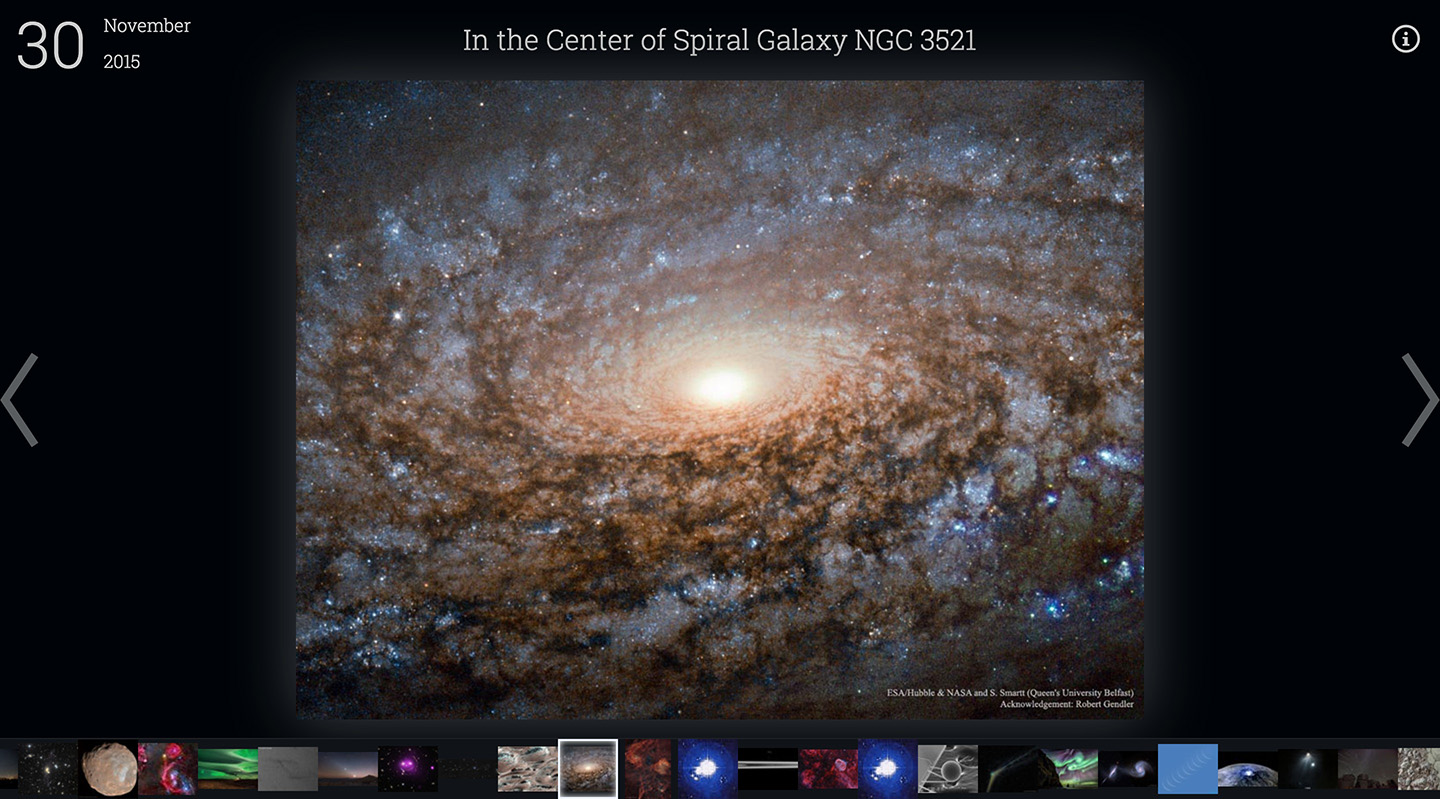 30
November
2015
In the Center of Spiral Galaxy NGC 3521
ESA/Hubble & NASA and S. Smartt (Queen's University Belfast)
Acknowledgement: Robert Gendler